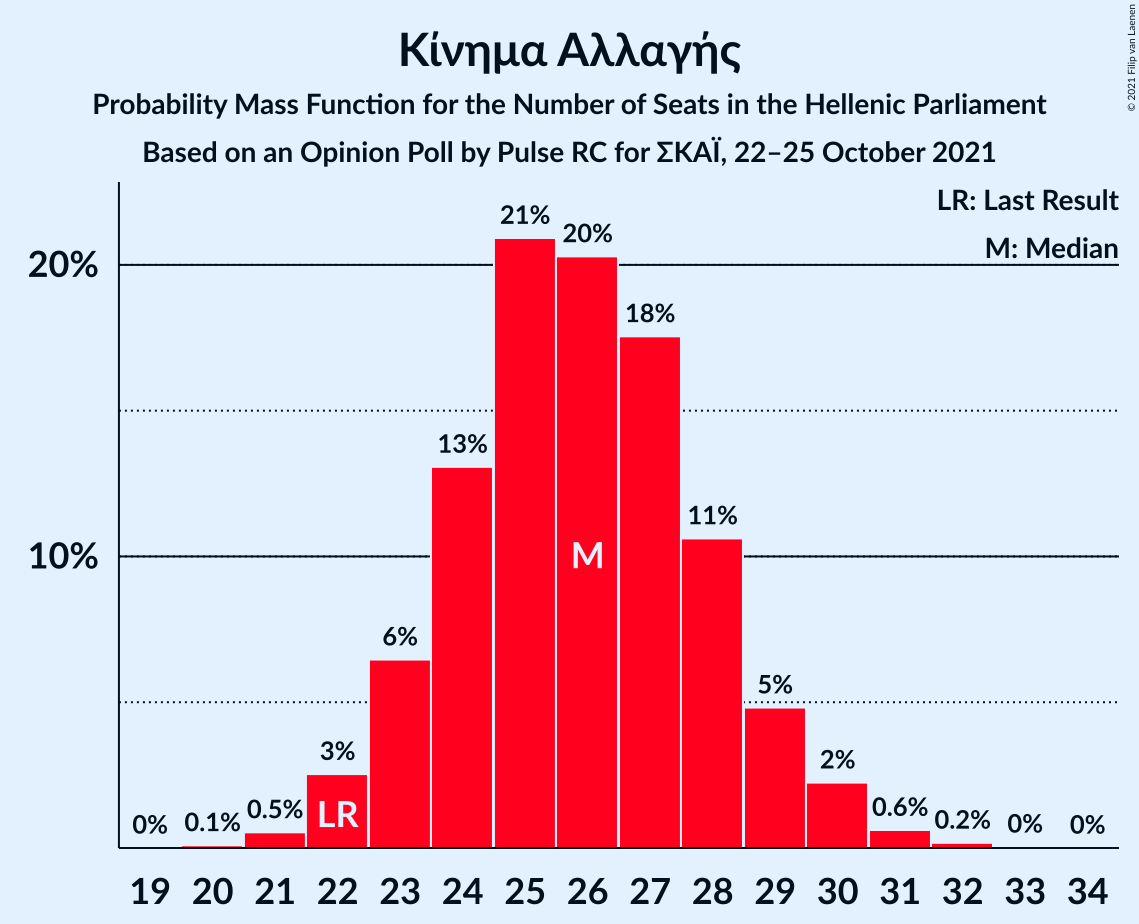 Κίνημα Αλλαγής
Probability Mass Function for the Number of Seats in the Hellenic Parliament
Based on an Opinion Poll by Pulse RC for ΣΚΑΪ, 22–25 October 2021
© 2021 Filip van Laenen
LR: Last Result
M: Median
20%
10%
0%
0.1%
0.5%
3%
6%
13%
21%
20%
18%
11%
5%
2%
0.6%
0.2%
0%
0%
LR
M
19 20 21 22 23 24 25 26 27 28 29 30 31 32 33 34